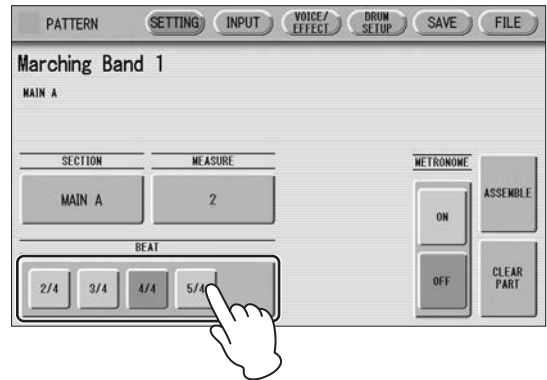 PATTERN SETTING INPUT VOICE/ EFFECT DRUM SETUP SAVE FILE
Marching Band 1
MAIN A
SECTION MEASURE METRONOME
MAIN A 2 ON ASSEMBLE
BEAT
2/4 3/4 4/4 5/4 OFF CLEAR PART